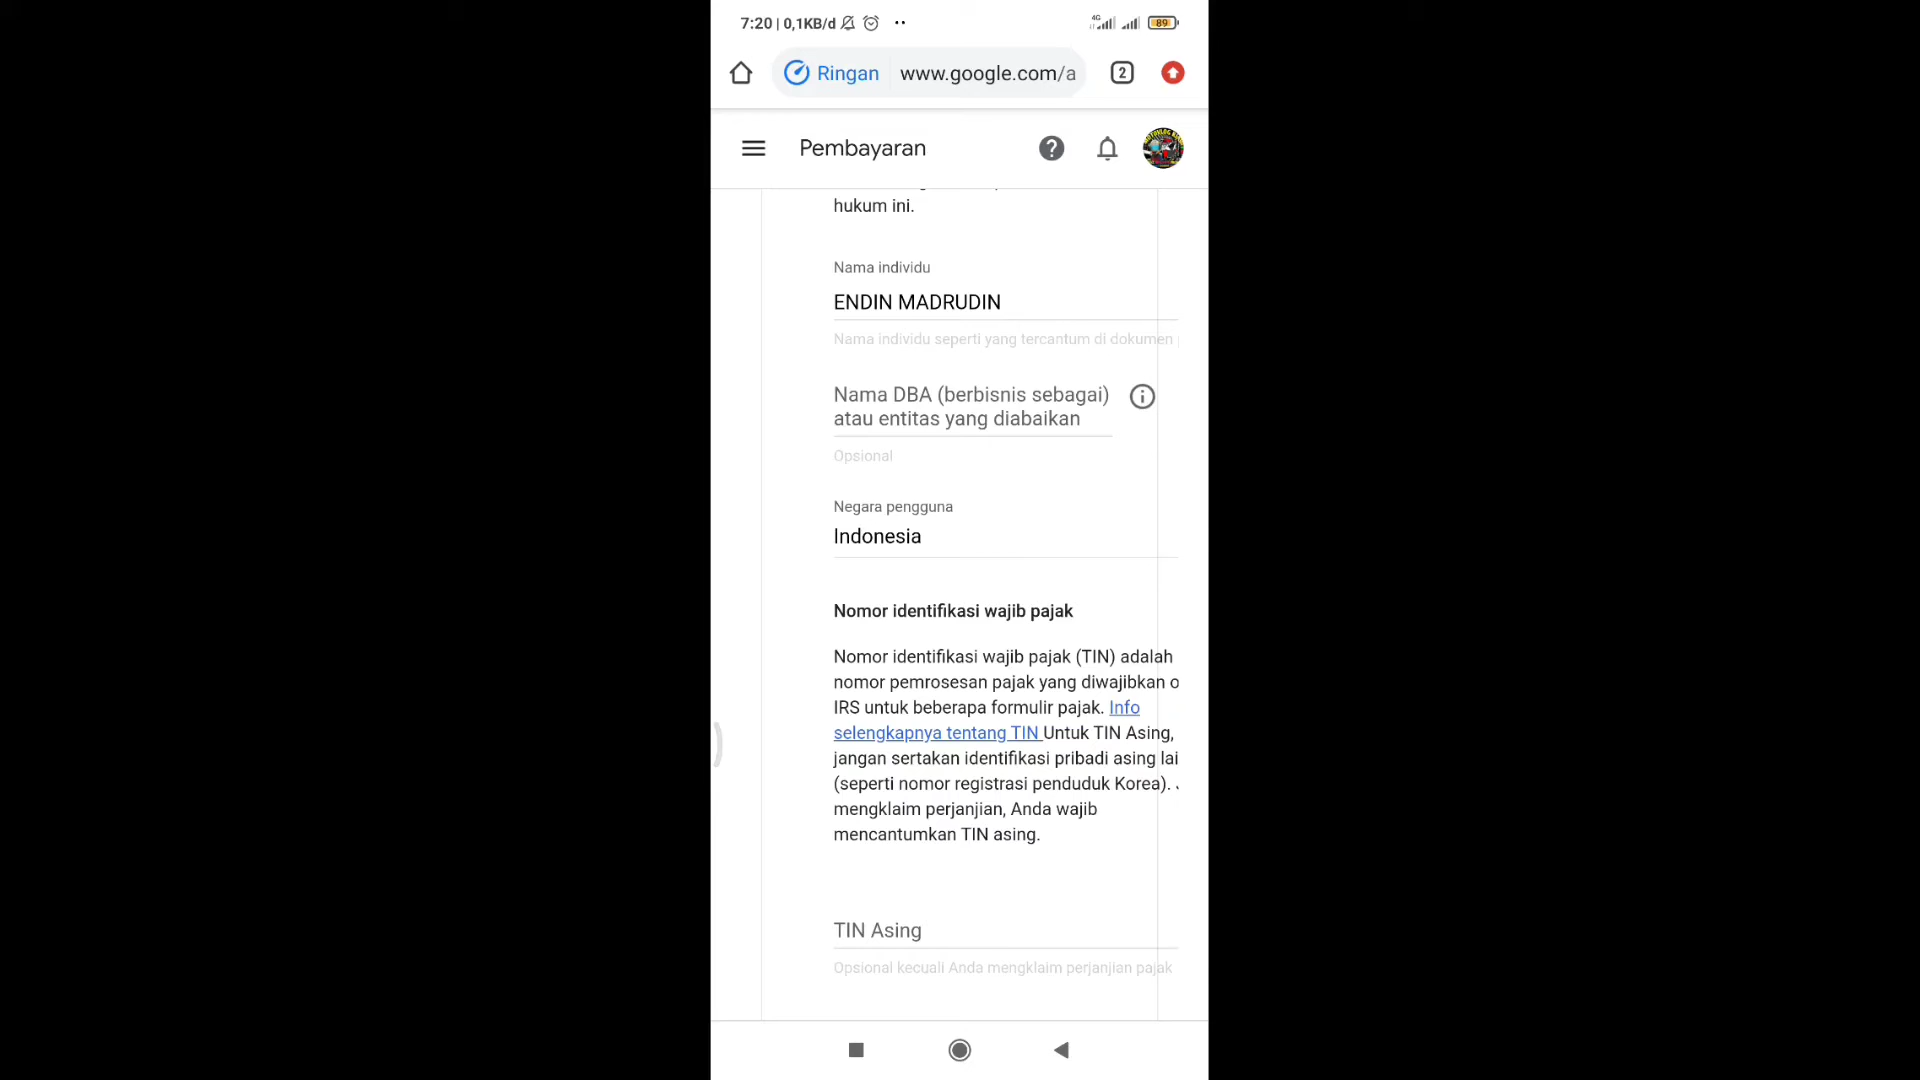 7:20 | 0,1KB/d
4G
89
Ringan www.google.com/a
2
Pembayaran
hukum ini.
Nama individu
ENDIN MADRUDIN
Nama individu seperti yang tercantum di dokumen
Nama DBA (berbisnis sebagai)
atau entitas yang diabaikan
Opsional
Negara pengguna
Indonesia
Nomor identifikasi wajib pajak
Nomor identifikasi wajib pajak (TIN) adalah
nomor pemrosesan pajak yang diwajibkan o
IRS untuk beberapa formulir pajak. Info
selengkapnya tentang TIN Untuk TIN Asing,
jangan sertakan identifikasi pribadi asing lai
(seperti nomor registrasi penduduk Korea).
mengklaim perjanjian, Anda wajib
mencantumkan TIN asing.
TIN Asing
Opsional kecuali Anda mengklaim perjanjian pajak